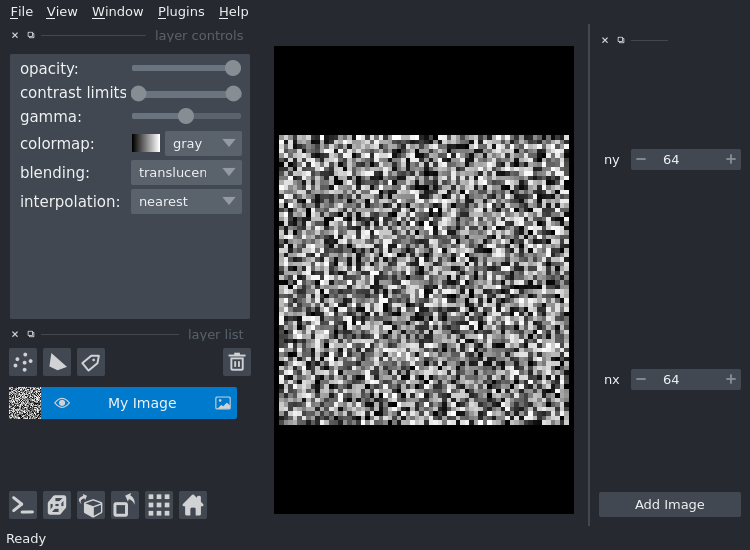 File View Window Plugins Help
layer controls
opacity:
contrast limits
gamma:
colormap: gray
blending: translucen
interpolation: nearest
layer list
My Image
Ready
ny 64
nx 64
Add Image